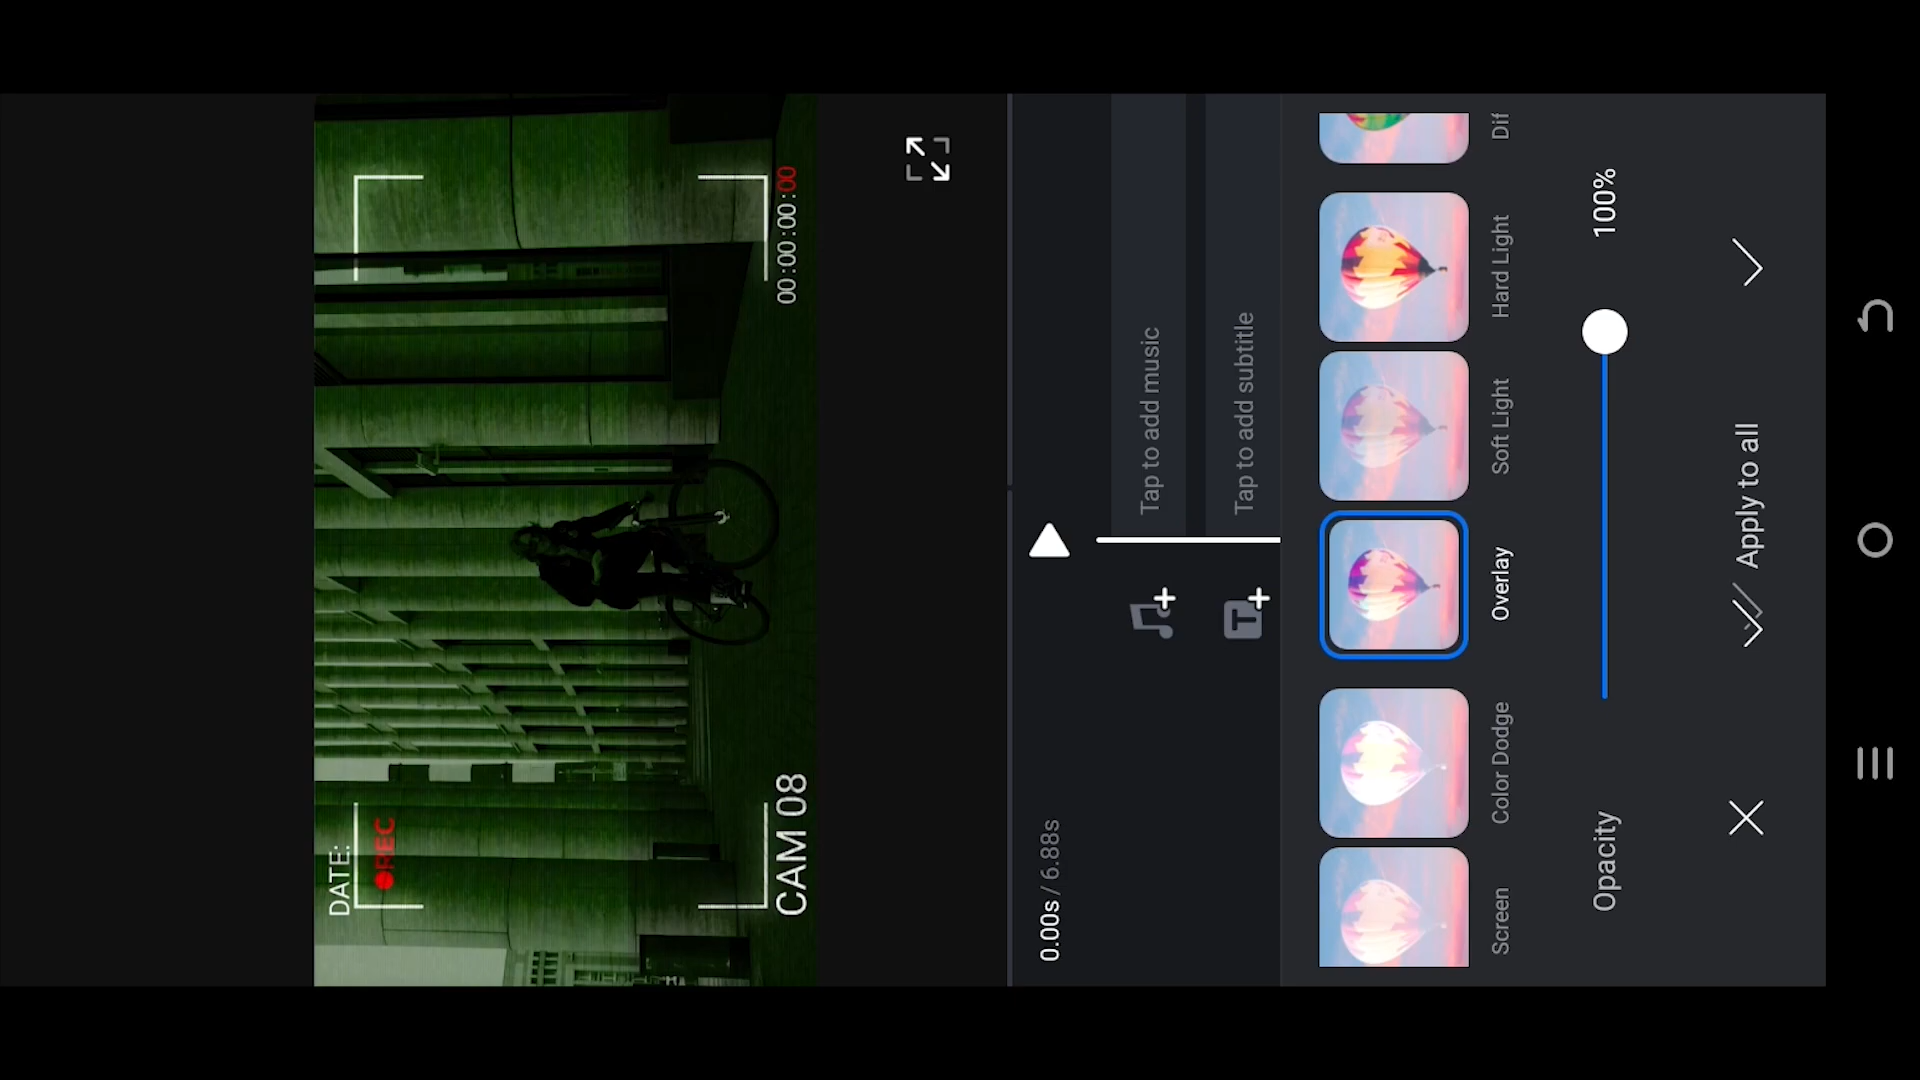 DATE:
REC
CAM 08
00:00:00:00
0.00s / 6.88s
Tap to add music
T
Tap to add subtitle
Screen
Color Dodge
Overlay
Soft Light
Hard Light
Dif
Opacity
100%
Apply to all